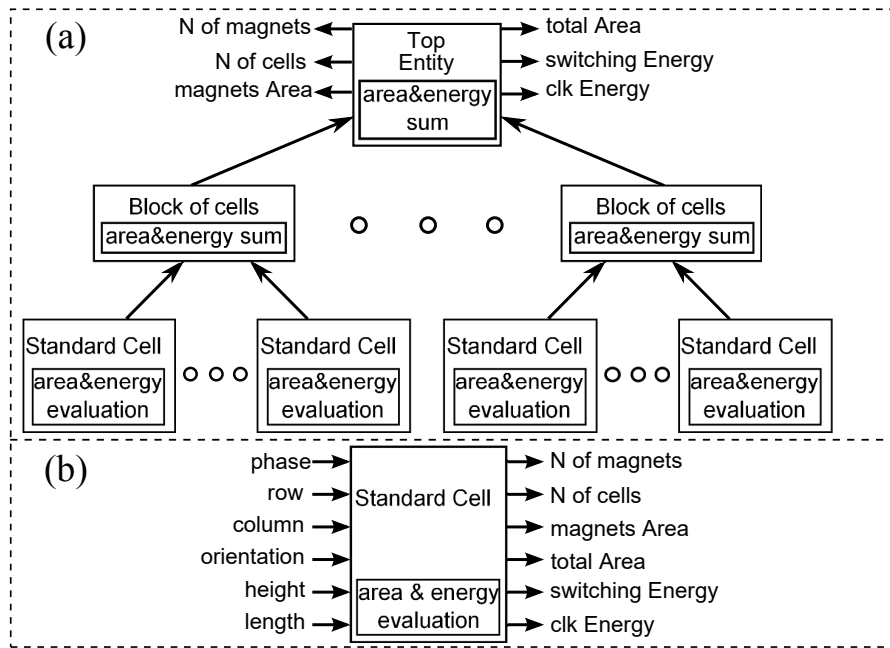 (a)
N of magnets
N of cells
magnets Area
Top
Entity
area&energy
sum
total Area
switching Energy
clk Energy
Block of cells
area&energy sum
Block of cells
area&energy sum
Standard Cell
area&energy
evaluation
Standard Cell
area&energy
evaluation
Standard Cell
area&energy
evaluation
Standard Cell
area&energy
evaluation
(b)
phase
row
column
orientation
height
length
Standard Cell
area & energy
evaluation
N of magnets
N of cells
magnets Area
total Area
switching Energy
clk Energy